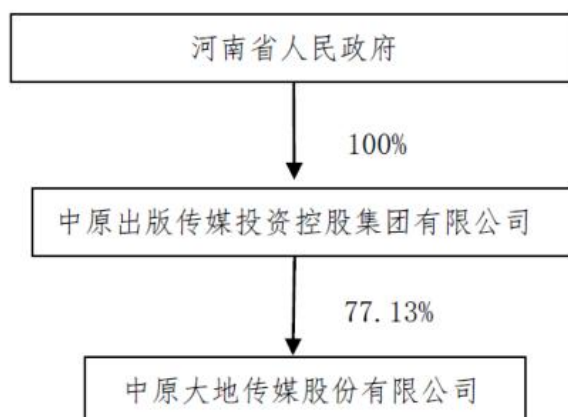 河南省人民政府
100%
中原出版传媒投资控股集团有限公司
77.13%
中原大地传媒股份有限公司